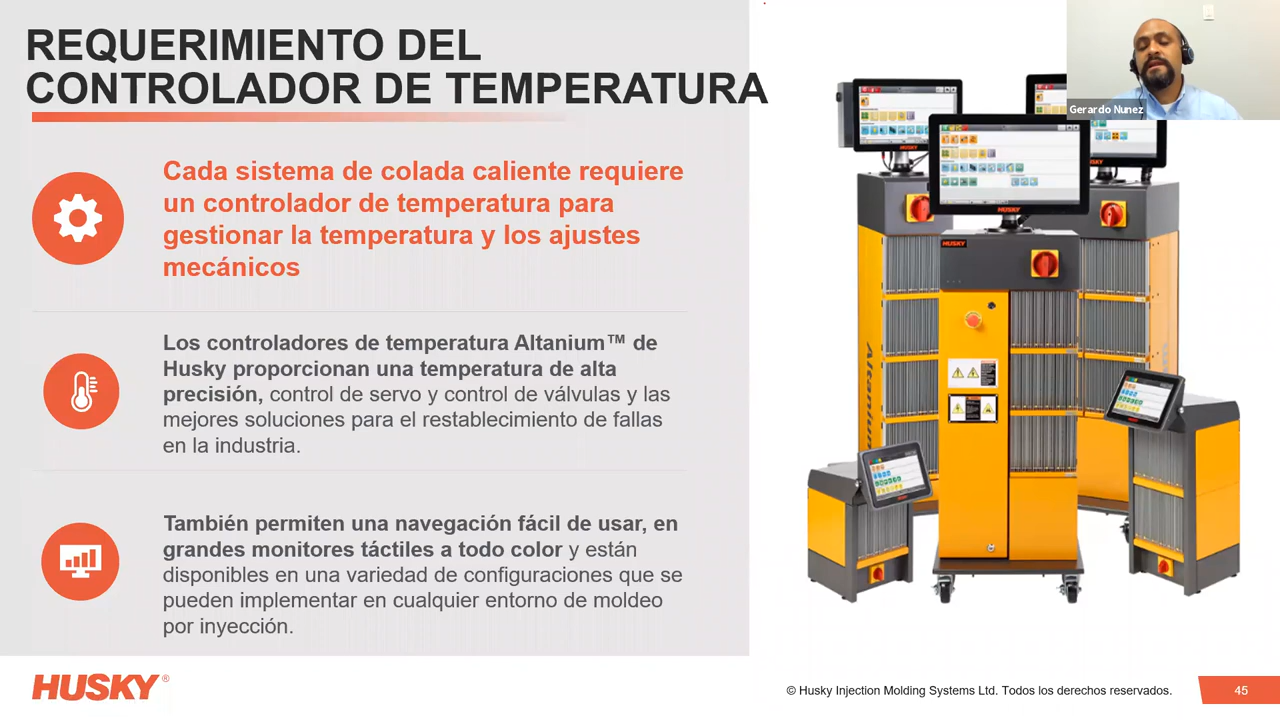 REQUERIMIENTO DEL
CONTROLADOR DE TEMPERATURA
Cada sistema de colada caliente requiere
un controlador de temperatura para
gestionar la temperatura y los ajustes
mecánicos
Los controladores de temperatura Altanium™ de
Husky proporcionan una temperatura de alta
precisión, control de servo y control de válvulas y las
mejores soluciones para el restablecimiento de fallas
en la industria.
También permiten una navegación fácil de usar, en
grandes monitores táctiles a todo color y están
disponibles en una variedad de configuraciones que se
pueden implementar en cualquier entorno de moldeo
por inyección.
Gerardo Nunez
HUSKY
HUSKY
HUSKY
HUSKY
Altanium
HUSKY®
© Husky Injection Molding Systems Ltd. Todos los derechos reservados.
45